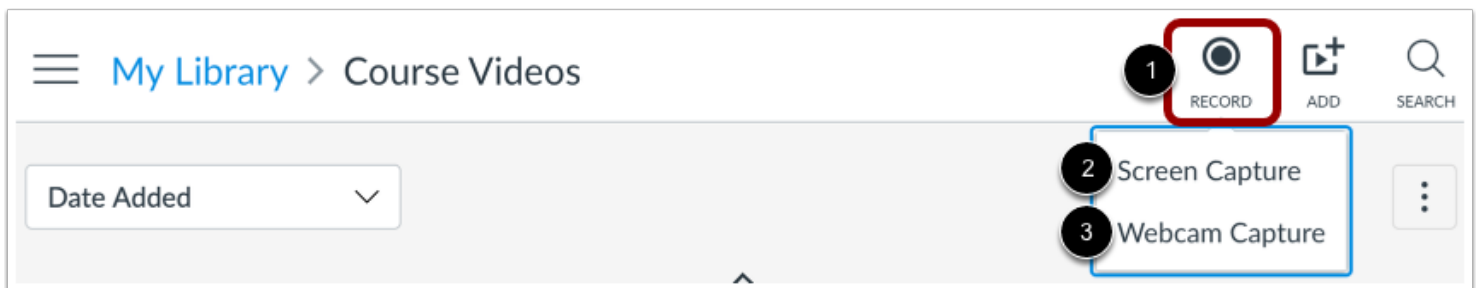 My Library > Course Videos
1
RECORD
ADD
SEARCH
Date Added
2 Screen Capture
3 Webcam Capture